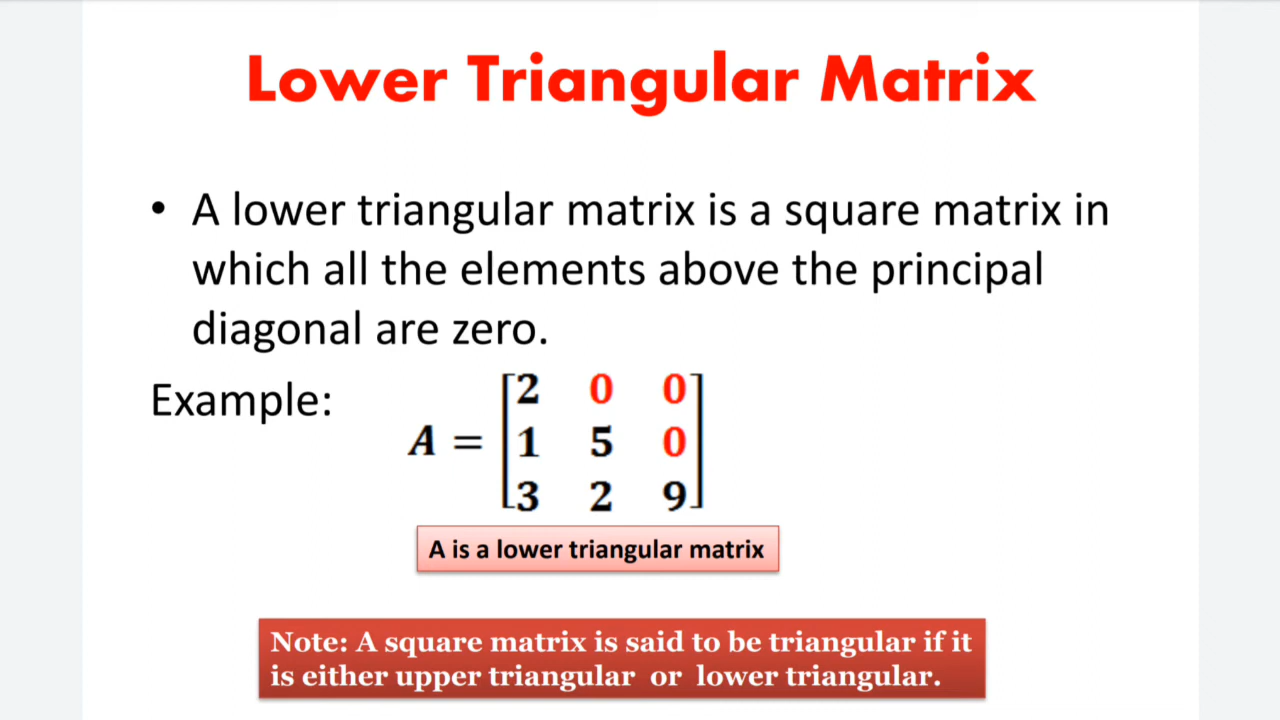 Lower Triangular Matrix
• A lower triangular matrix is a square matrix in
which all the elements above the principal
diagonal are zero.
Example:
A = [2 0 0
1 5 0
3 2 9]
A is a lower triangular matrix
Note: A square matrix is said to be triangular if it
is either upper triangular or lower triangular.